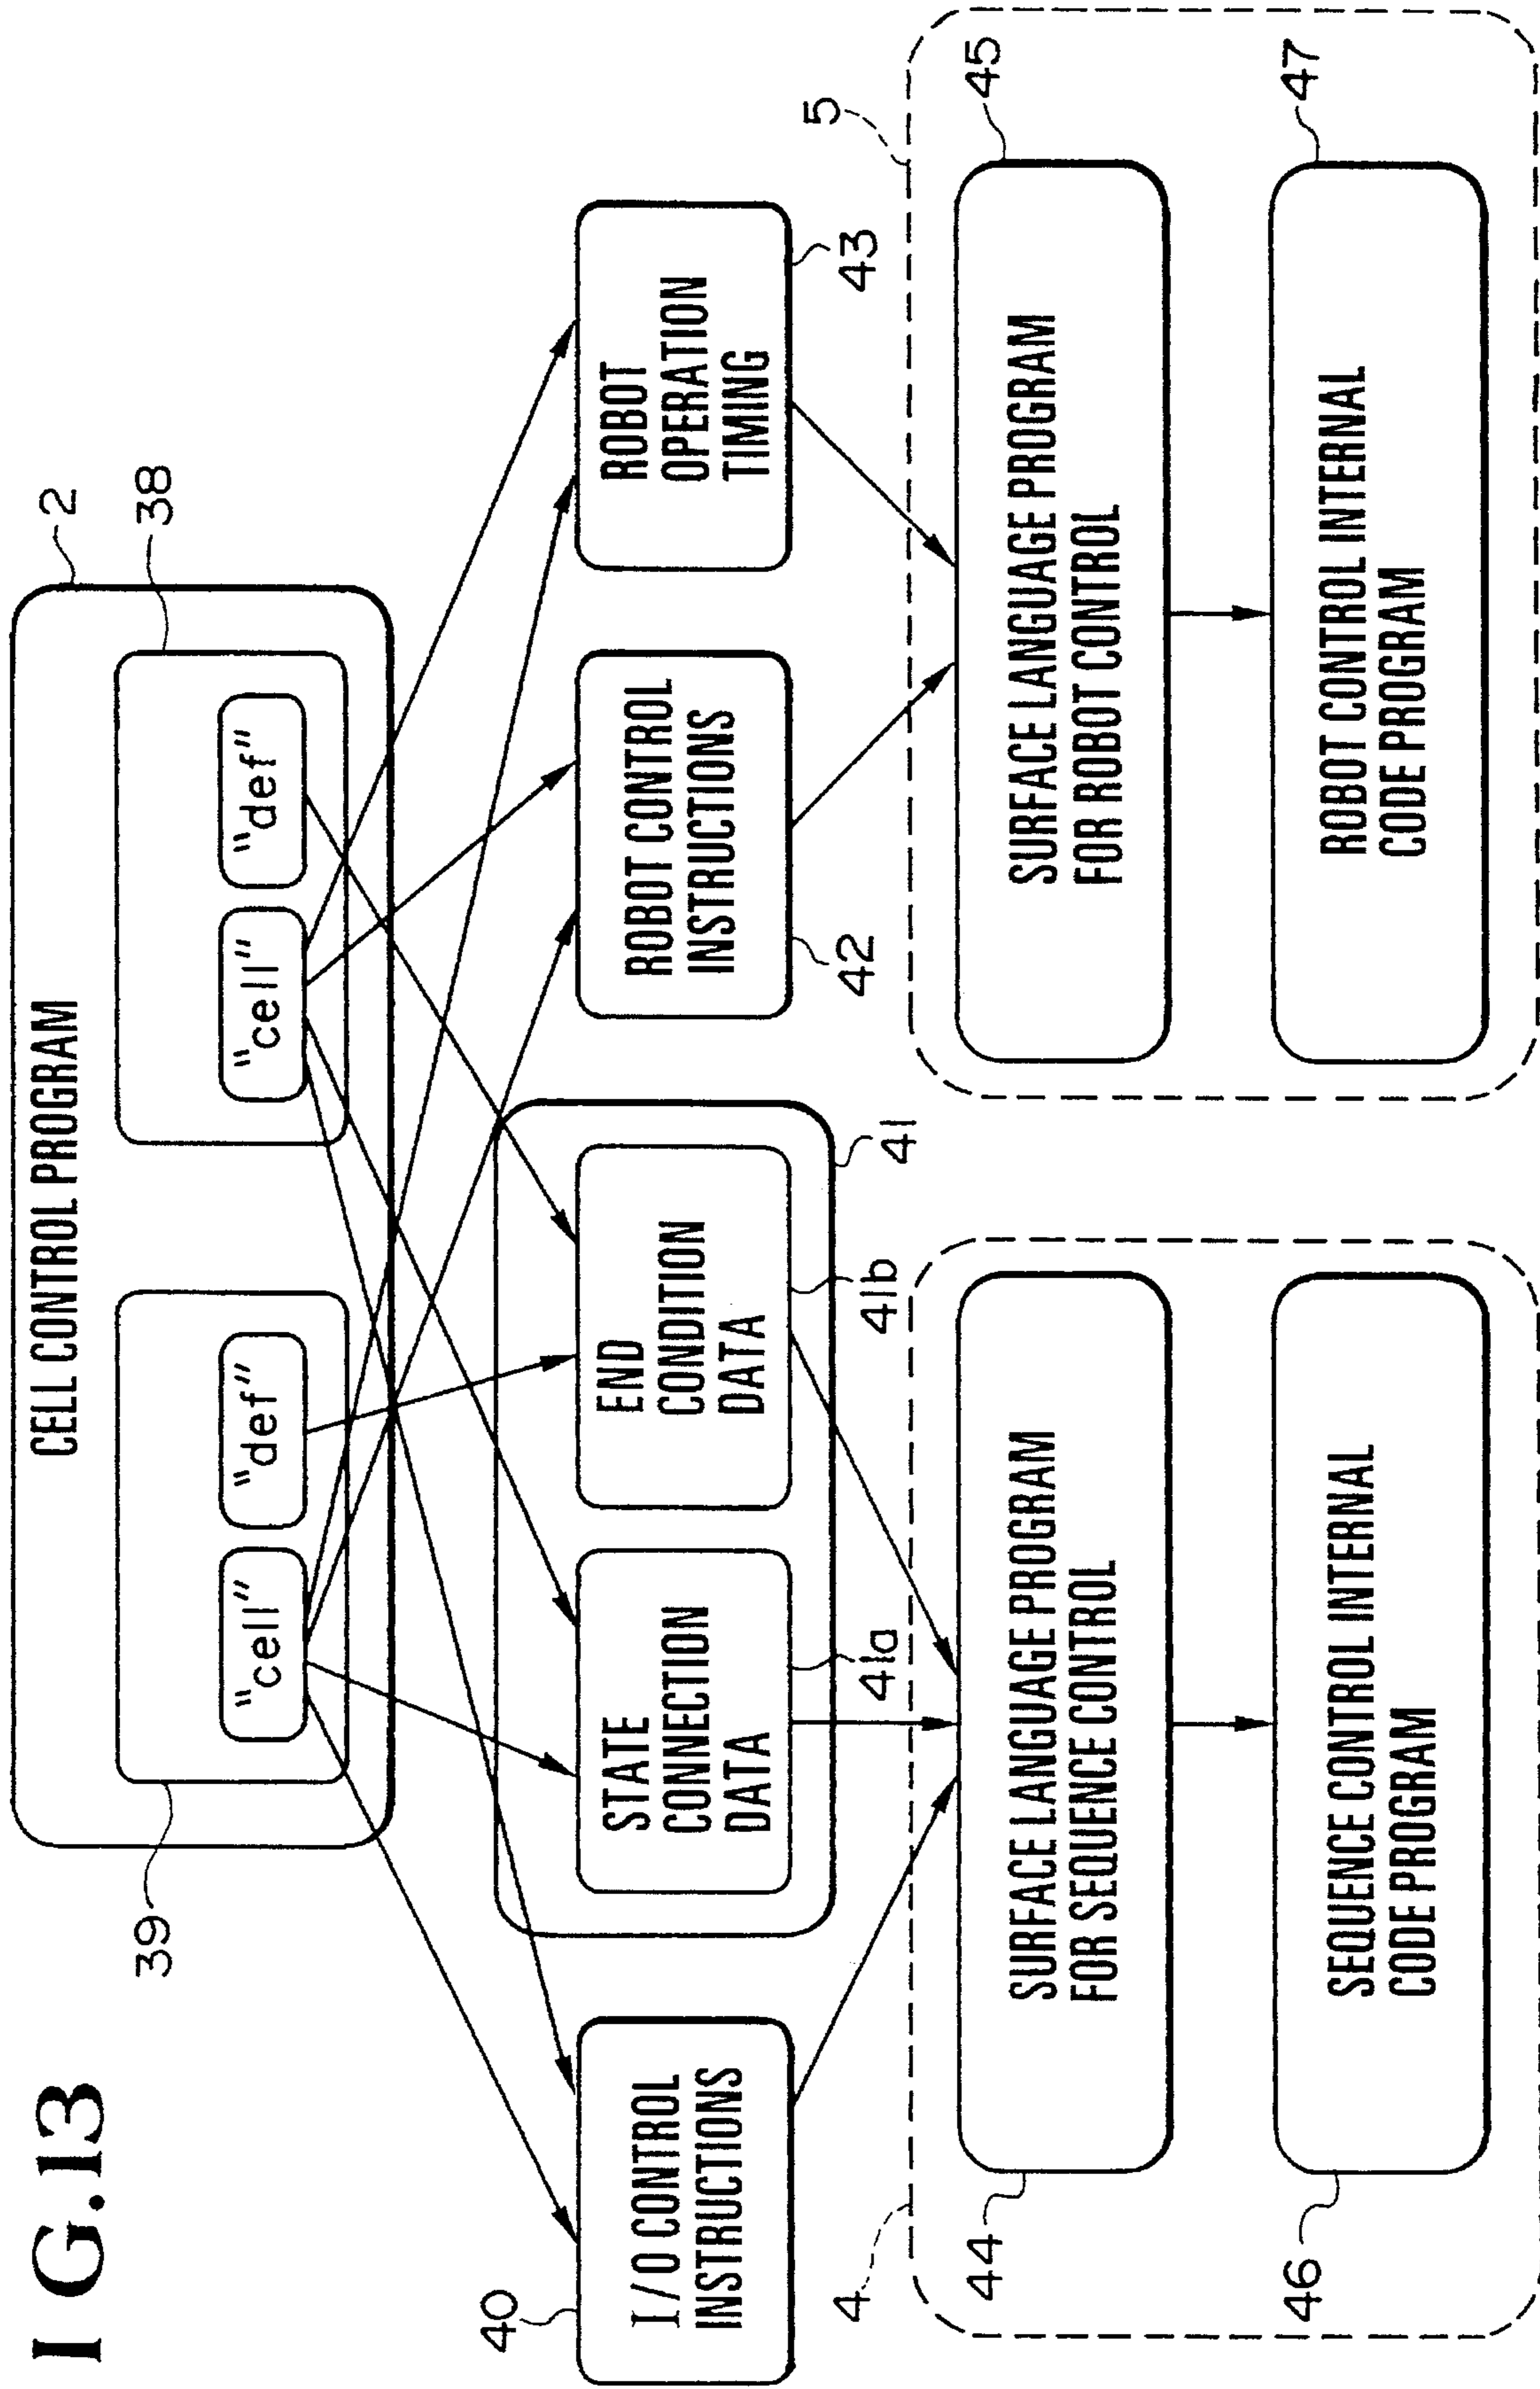 I G.13
CELL CONTROL PROGRAM
2
39
"cell"
"def"
38
"cell"
"def"
40
I/O CONTROL
INSTRUCTIONS
STATE
CONNECTION
DATA
41a
END
CONDITION
DATA
41b
41
ROBOT CONTROL
INSTRUCTIONS
42
ROBOT
OPERATION
TIMING
43
4
44
SURFACE LANGUAGE PROGRAM
FOR SEQUENCE CONTROL
46
SEQUENCE CONTROL INTERNAL
CODE PROGRAM
5
SURFACE LANGUAGE PROGRAM
FOR ROBOT CONTROL
45
ROBOT CONTROL INTERNAL
CODE PROGRAM
47